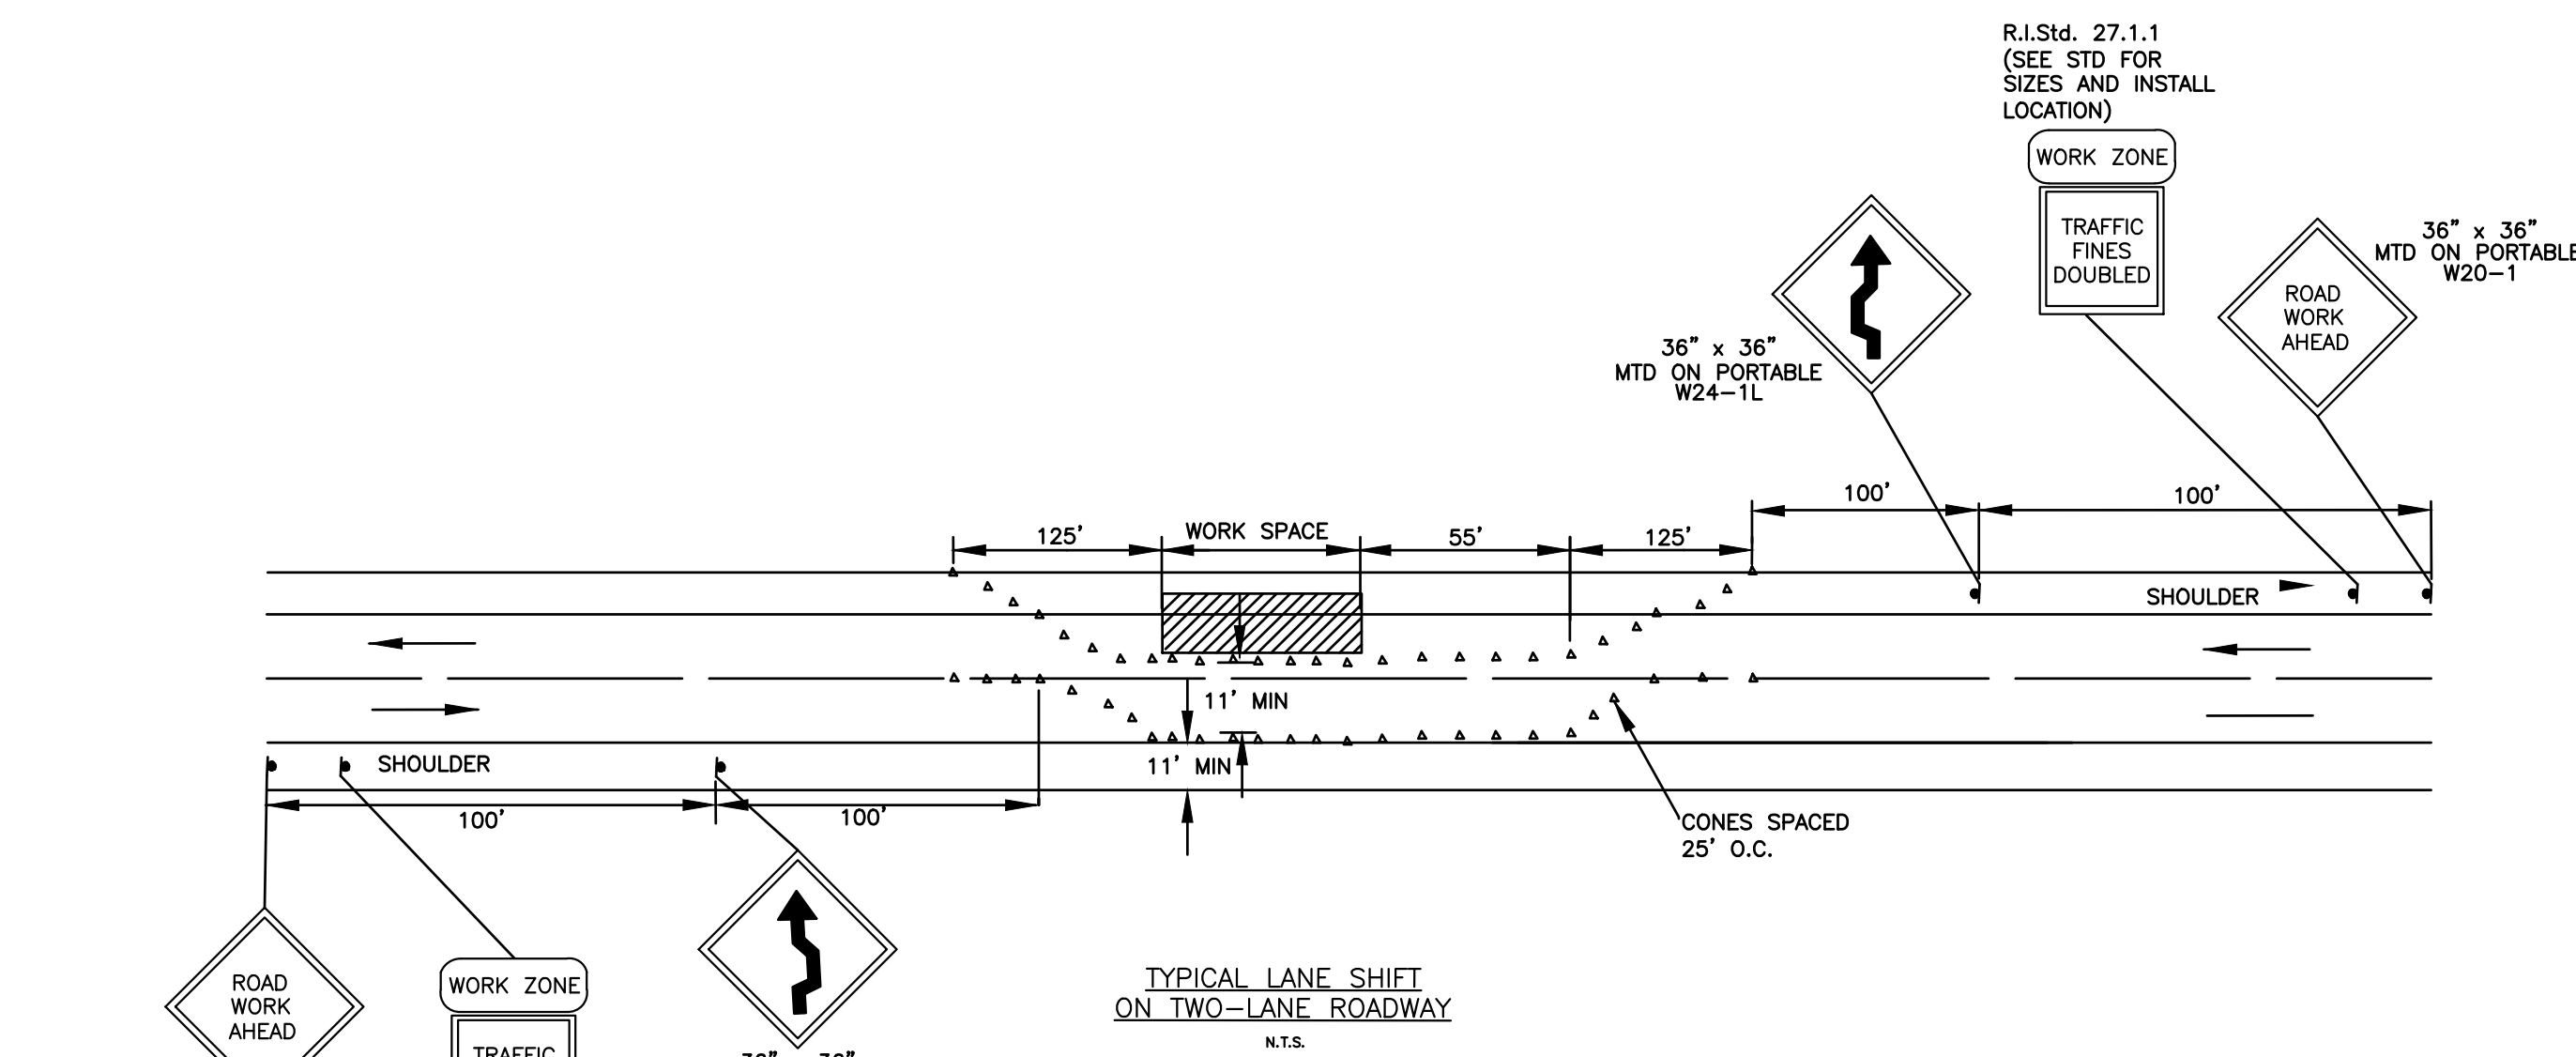 R.I.Std. 27.1.1
(SEE STD FOR
SIZES AND INSTALL
LOCATION)
WORK ZONE
TRAFFIC
FINES
DOUBLED
36" x 36"
MTD ON PORTABLE
W20-1
ROAD
WORK
AHEAD
36" x 36"
MTD ON PORTABLE
W24-1L
100'
100'
125'
WORK SPACE
55'
125'
SHOULDER
11' MIN
SHOULDER
11' MIN
100'
100'
CONES SPACED
25' O.C.
ROAD
WORK
AHEAD
WORK ZONE
TRAFFIC
TYPICAL LANE SHIFT
ON TWO-LANE ROADWAY
N.T.S.